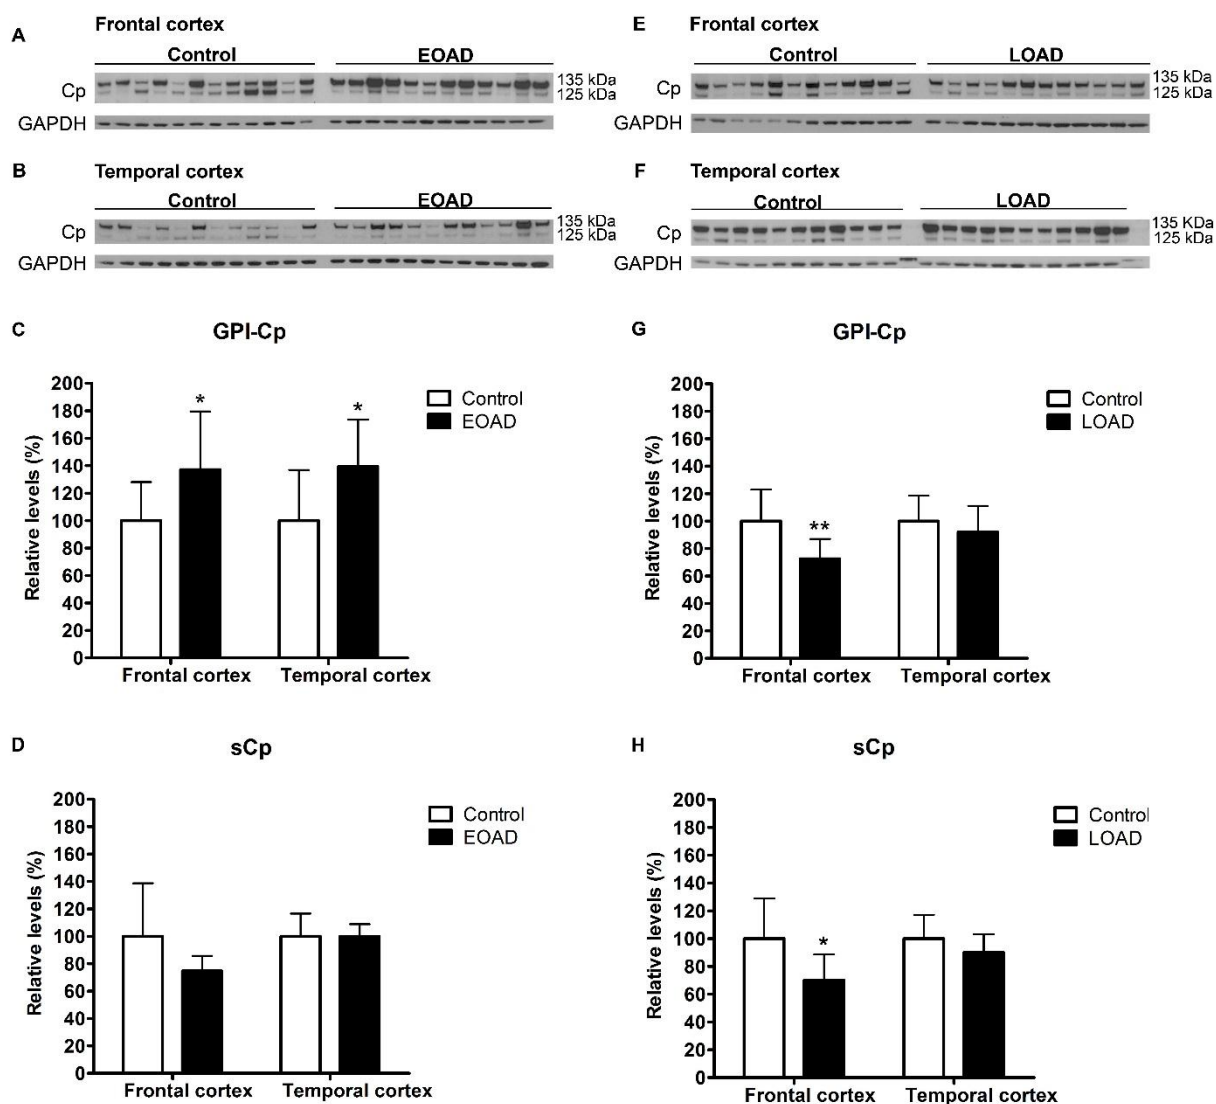 A Frontal cortex
Control EOAD
Cp 135 kDa
125 kDa
GAPDH
B Temporal cortex
Control EOAD
Cp 135 kDa
125 kDa
GAPDH
C GPI-Cp
200
180
160
140
120
100
80
60
40
20
0
Relative levels (%)
* *
Control
EOAD
Frontal cortex Temporal cortex
D sCp
200
180
160
140
120
100
80
60
40
20
0
Relative levels (%)
Control
EOAD
Frontal cortex Temporal cortex
E Frontal cortex
Control LOAD
Cp 135 kDa
125 kDa
GAPDH
F Temporal cortex
Control LOAD
Cp 135 KDa
125 kDa
GAPDH
G GPI-Cp
200
180
160
140
120
100
80
60
40
20
0
Relative levels (%)
**
Control
LOAD
Frontal cortex Temporal cortex
H sCp
200
180
160
140
120
100
80
60
40
20
0
Relative levels (%)
*
Control
LOAD
Frontal cortex Temporal cortex